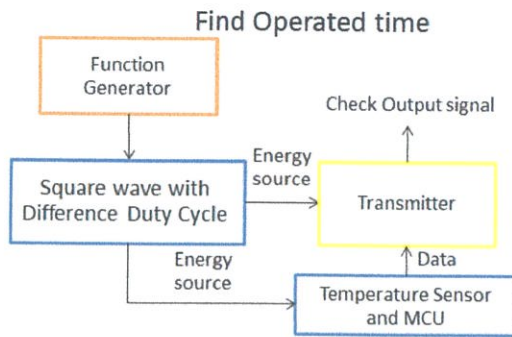 Find Operated time
Function
Generator
Check Output signal
Energy
source
Square wave with
Difference Duty Cycle
Transmitter
Energy
source
Data
Temperature Sensor
and MCU